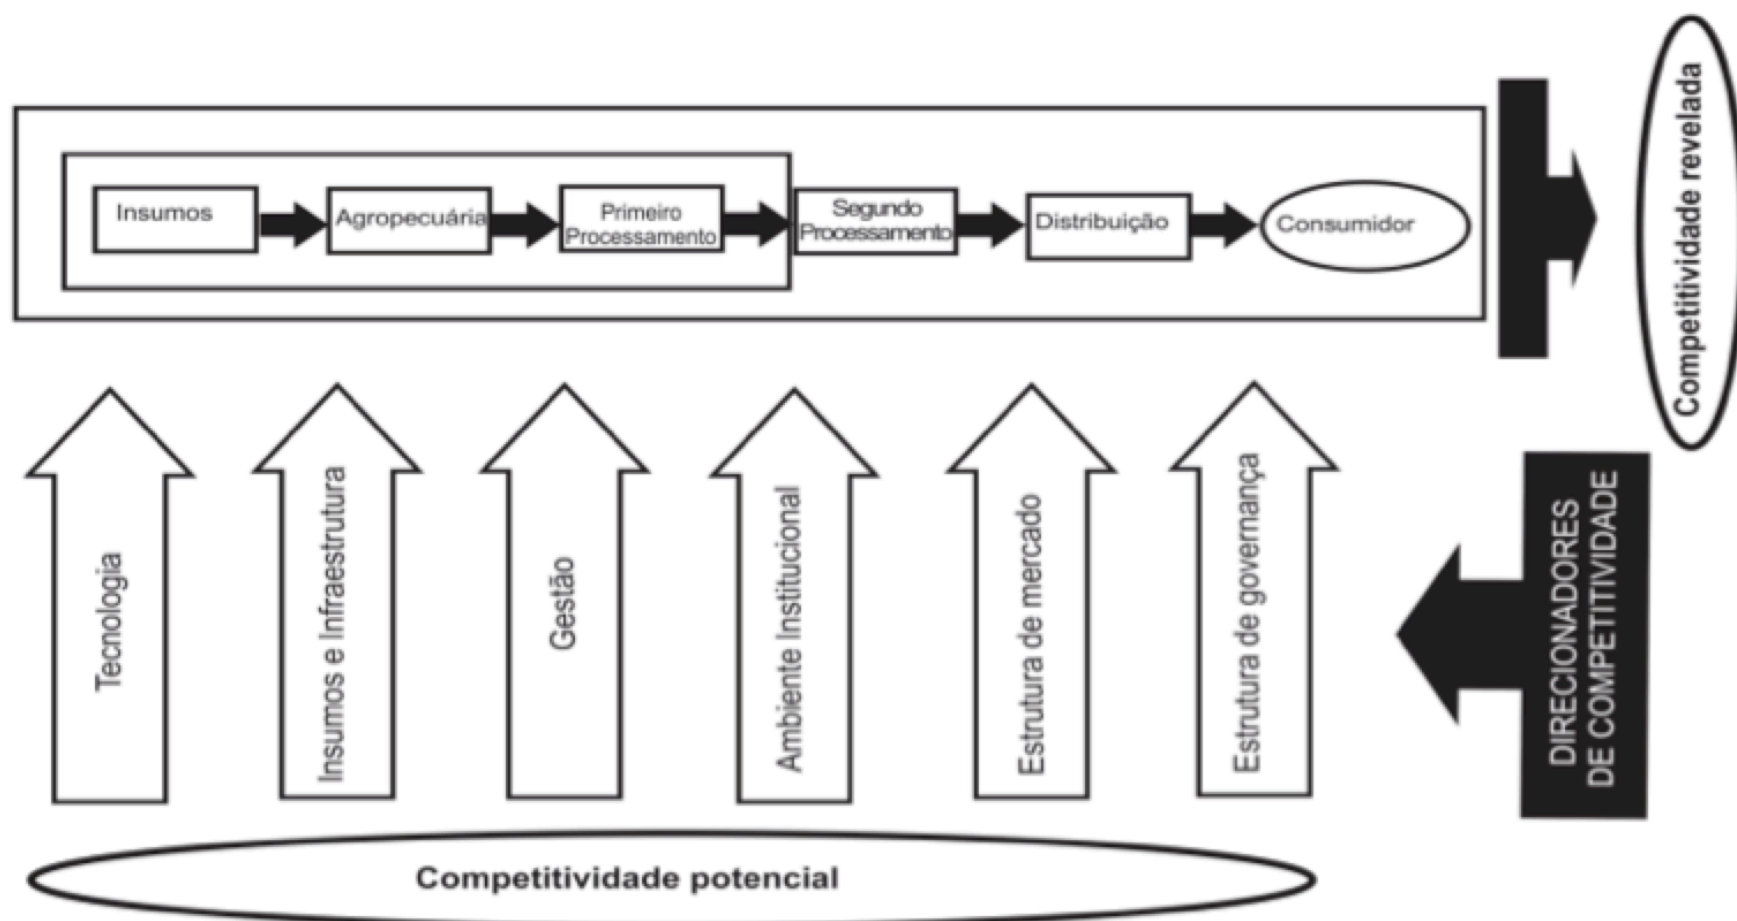 Insumos
Agropecuária
Primeiro
Processamento
Segundo
Processamento
Distribuição
Consumidor
Competitividade revelada
Tecnologia
Insumos e Infraestrutura
Gestão
Ambiente Institucional
Estrutura de mercado
Estrutura de governança
DIRECIONADORES
DE COMPETITIVIDADE
Competitividade potencial